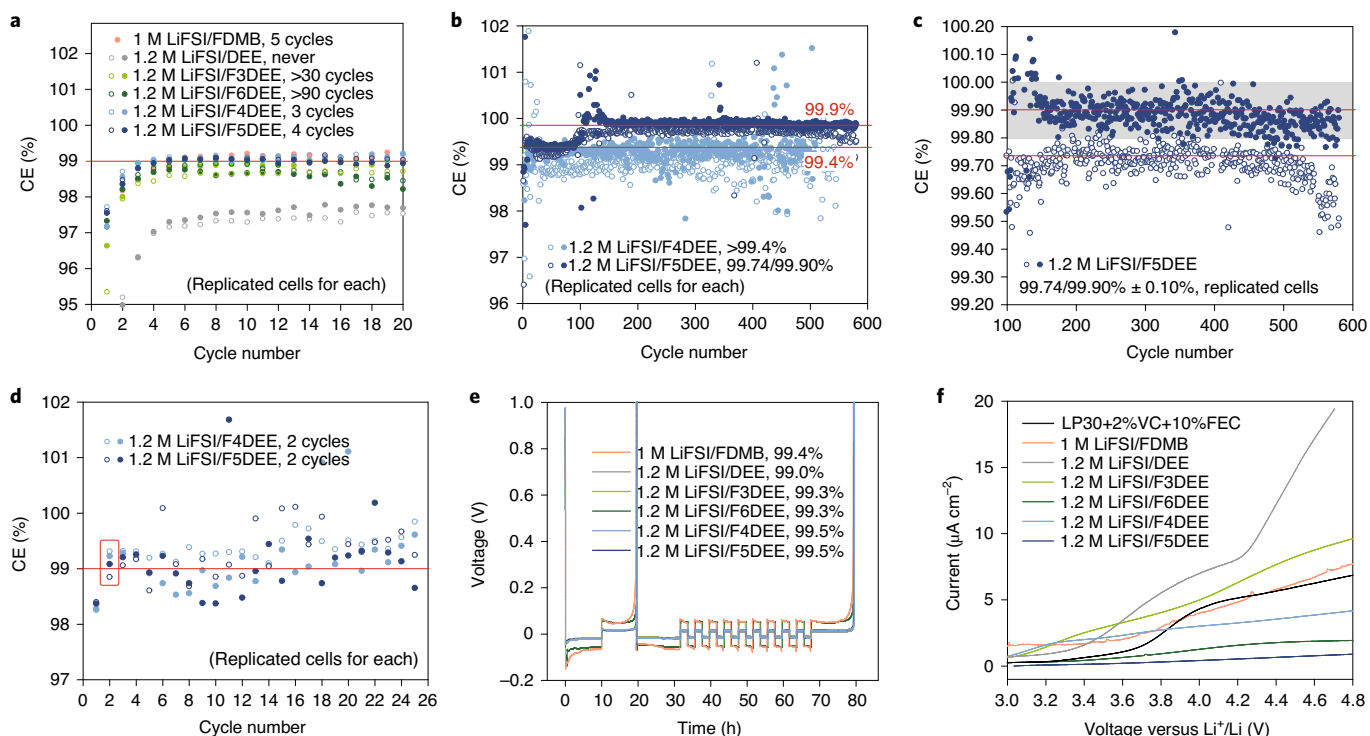 a
102
101
100
99
98
97
96
95
CE (%)
1 M LiFSI/FDMB, 5 cycles
1.2 M LiFSI/DEE, never
1.2 M LiFSI/F3DEE, >30 cycles
1.2 M LiFSI/F6DEE, >90 cycles
1.2 M LiFSI/F4DEE, 3 cycles
1.2 M LiFSI/F5DEE, 4 cycles
(Replicated cells for each)
0 2 4 6 8 10 12 14 16 18 20
Cycle number
b
102
101
100
99
98
97
96
CE (%)
99.9%
99.4%
1.2 M LiFSI/F4DEE, >99.4%
1.2 M LiFSI/F5DEE, 99.74/99.90%
(Replicated cells for each)
0 100 200 300 400 500 600
Cycle number
c
100.20
100.10
100.00
99.90
99.80
99.70
99.60
99.50
99.40
99.30
99.20
CE (%)
1.2 M LiFSI/F5DEE
99.74/99.90% ± 0.10%, replicated cells
100 200 300 400 500 600
Cycle number
d
102
101
100
99
98
97
CE (%)
1.2 M LiFSI/F4DEE, 2 cycles
1.2 M LiFSI/F5DEE, 2 cycles
(Replicated cells for each)
0 2 4 6 8 10 12 14 16 18 20 22 24 26
Cycle number
e
1.0
0.8
0.6
0.4
0.2
0
−0.2
Voltage (V)
1 M LiFSI/FDMB, 99.4%
1.2 M LiFSI/DEE, 99.0%
1.2 M LiFSI/F3DEE, 99.3%
1.2 M LiFSI/F6DEE, 99.3%
1.2 M LiFSI/F4DEE, 99.5%
1.2 M LiFSI/F5DEE, 99.5%
0 10 20 30 40 50 60 70 80
Time (h)
f
20
15
10
5
0
Current (µA cm⁻²)
LP30+2%VC+10%FEC
1 M LiFSI/FDMB
1.2 M LiFSI/DEE
1.2 M LiFSI/F3DEE
1.2 M LiFSI/F6DEE
1.2 M LiFSI/F4DEE
1.2 M LiFSI/F5DEE
3.0 3.2 3.4 3.6 3.8 4.0 4.2 4.4 4.6 4.8
Voltage versus Li⁺/Li (V)